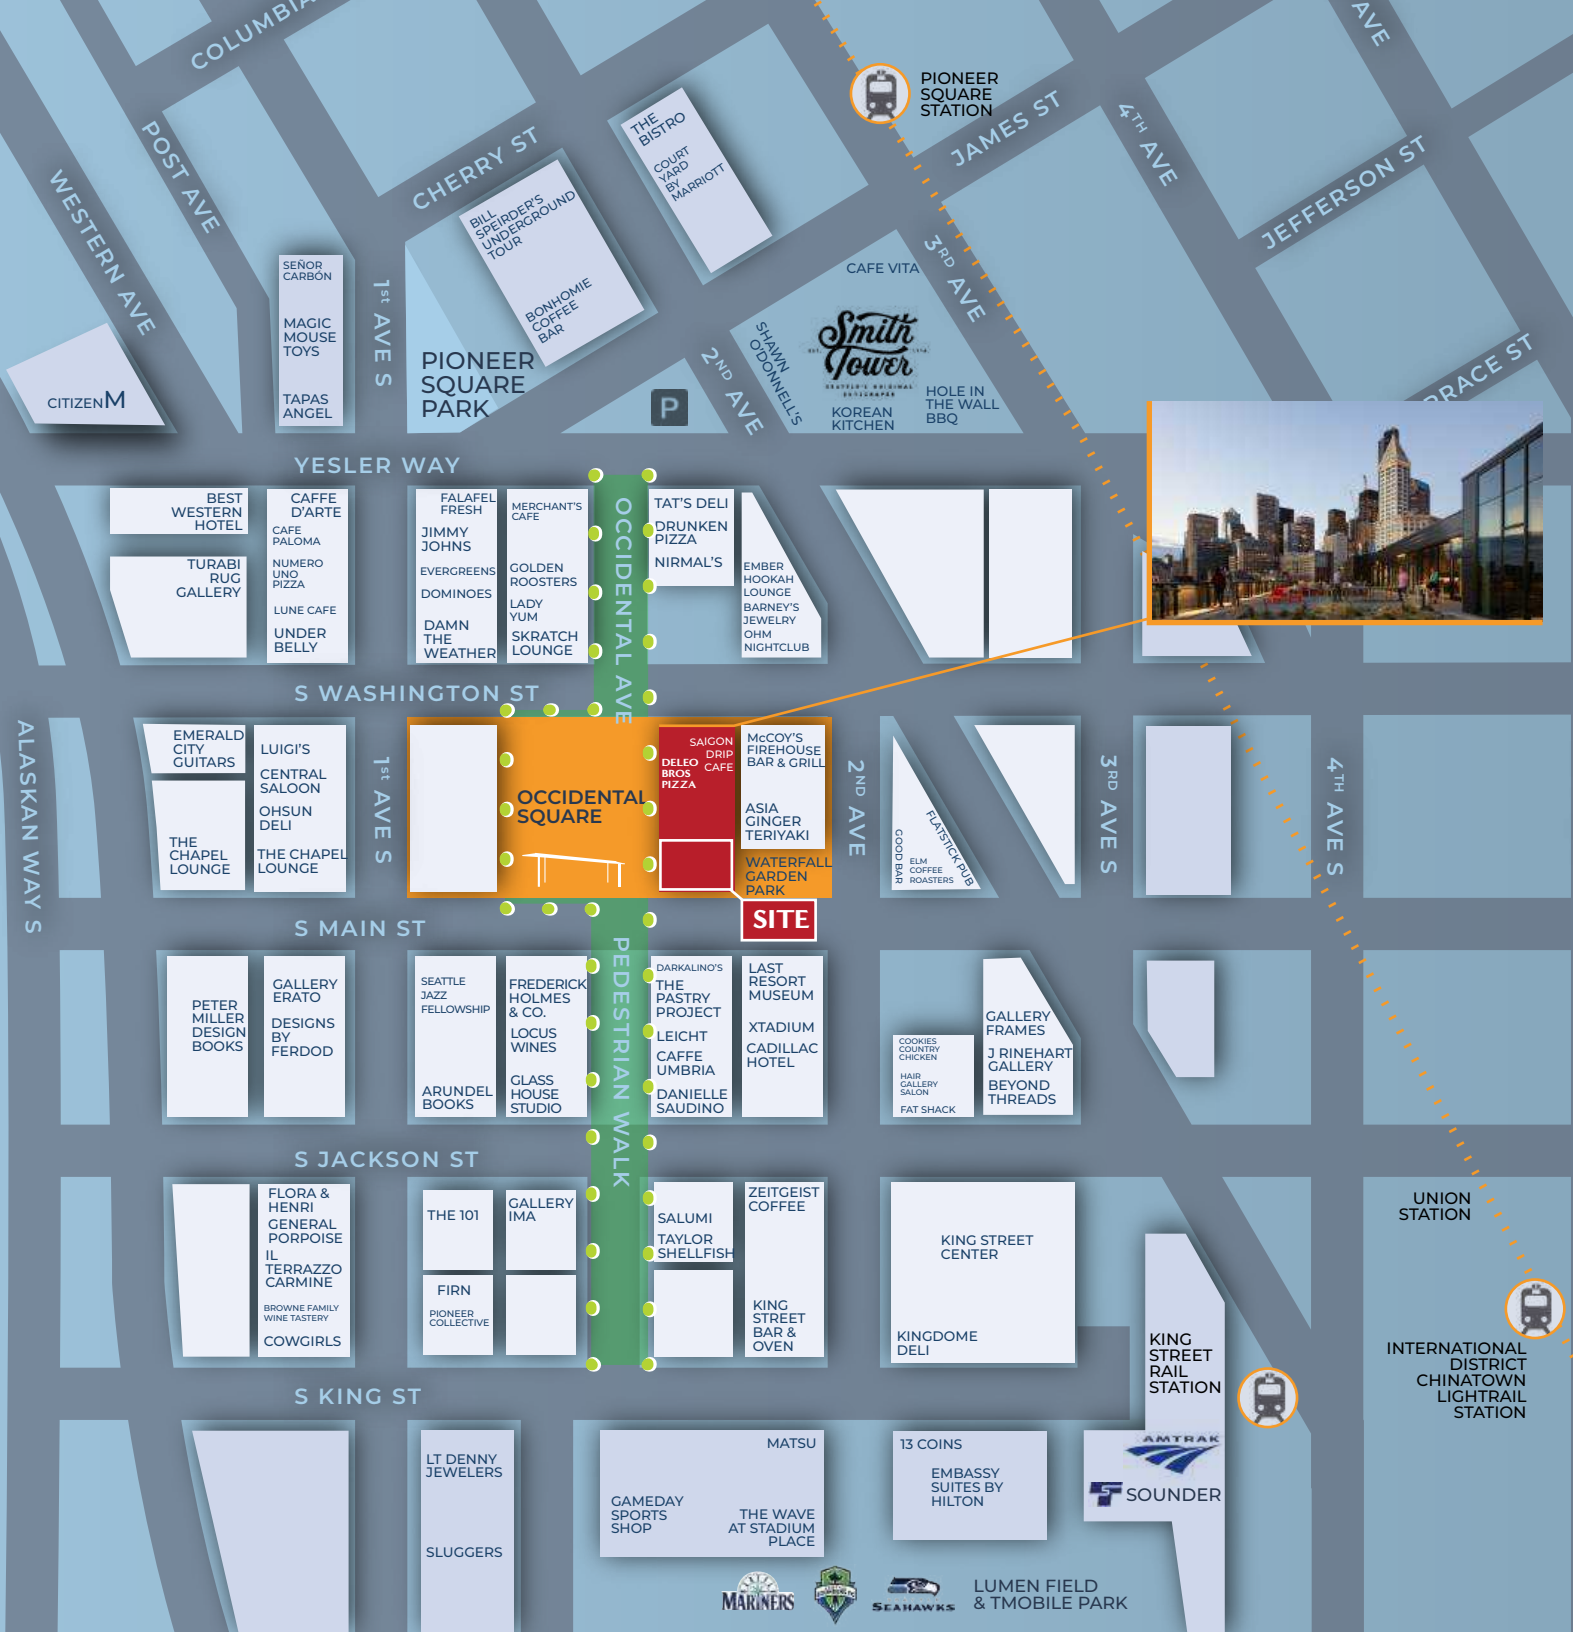 COLUMBIA
AVE
PIONEER
SQUARE
STATION
JAMES ST
4TH AVE
JEFFERSON ST
POST AVE
WESTERN AVE
CHERRY ST
THE
BISTRO
COURT
YARD
BY
MARRIOTT
BILL
SPEIRDER'S
UNDERGROUND
TOUR
BONHOMIE
COFFEE
BAR
3RD AVE
CAFE VITA
SEÑOR
CARBÓN
MAGIC
MOUSE
TOYS
TAPAS
ANGEL
1st AVE S
CITIZENM
PIONEER
SQUARE
PARK
P
2ND AVE
SHAWN
O'DONNELL'S
Smith
Tower
KOREAN
KITCHEN
HOLE IN
THE WALL
BBQ
RRACE ST
YESLER WAY
BEST
WESTERN
HOTEL
TURABI
RUG
GALLERY
CAFFE
D'ARTE
CAFE
PALOMA
NUMERO
UNO
PIZZA
LUNE CAFE
UNDER
BELLY
FALAFEL
FRESH
JIMMY
JOHNS
EVERGREENS
DOMINOES
DAMN
THE
WEATHER
MERCHANT'S
CAFE
GOLDEN
ROOSTERS
LADY
YUM
SKRATCH
LOUNGE
OCCIDENTAL AVE
TAT'S DELI
DRUNKEN
PIZZA
NIRMAL'S
EMBER
HOOKAH
LOUNGE
BARNEY'S
JEWELRY
OHM
NIGHTCLUB
S WASHINGTON ST
ALASKAN WAY S
EMERALD
CITY
GUITARS
THE
CHAPEL
LOUNGE
LUIGI'S
CENTRAL
SALOON
OHSUN
DELI
THE CHAPEL
LOUNGE
1st AVE S
OCCIDENTAL
SQUARE
SAIGON
DRIP
CAFE
DELEO
BROS
PIZZA
McCOY'S
FIREHOUSE
BAR & GRILL
ASIA
GINGER
TERIYAKI
WATERFALL
GARDEN
PARK
SITE
2ND AVE
GOOD BAR
FLATSTICK PUB
ELM
COFFEE
ROASTERS
3RD AVE S
4TH AVE S
S MAIN ST
PETER
MILLER
DESIGN
BOOKS
GALLERY
ERATO
DESIGNS
BY
FERDOD
SEATTLE
JAZZ
FELLOWSHIP
ARUNDEL
BOOKS
FREDERICK
HOLMES
& CO.
LOCUS
WINES
GLASS
HOUSE
STUDIO
PEDESTRIAN WALK
DARKALINO'S
THE
PASTRY
PROJECT
LEICHT
CAFFE
UMBRIA
DANIELLE
SAUDINO
LAST
RESORT
MUSEUM
XTADIUM
CADILLAC
HOTEL
COOKIES
COUNTRY
CHICKEN
HAIR
GALLERY
SALON
FAT SHACK
GALLERY
FRAMES
J RINEHART
GALLERY
BEYOND
THREADS
S JACKSON ST
FLORA &
HENRI
GENERAL
PORPOISE
IL
TERRAZZO
CARMINE
BROWNE FAMILY
WINE TASTERY
COWGIRLS
THE 101
GALLERY
IMA
FIRN
PIONEER
COLLECTIVE
SALUMI
TAYLOR
SHELLFISH
ZEITGEIST
COFFEE
KING
STREET
BAR &
OVEN
KING STREET
CENTER
KINGDOME
DELI
UNION
STATION
KING
STREET
RAIL
STATION
INTERNATIONAL
DISTRICT
CHINATOWN
LIGHTRAIL
STATION
S KING ST
LT DENNY
JEWELERS
SLUGGERS
MATSU
GAMEDAY
SPORTS
SHOP
THE WAVE
AT STADIUM
PLACE
13 COINS
EMBASSY
SUITES BY
HILTON
AMTRAK
SOUNDER
MARINERS
SEAHAWKS
LUMEN FIELD
& TMOBILE PARK